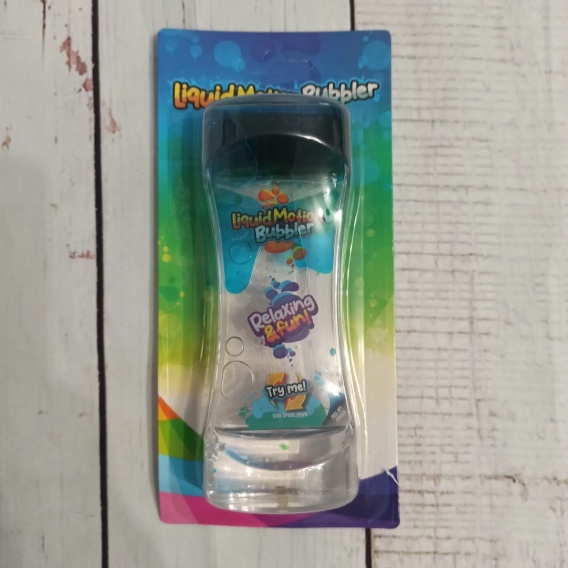 Liquid Motion Bubbler
Liquid Motion
Bubbler
Relaxing
& fun!
Try me!